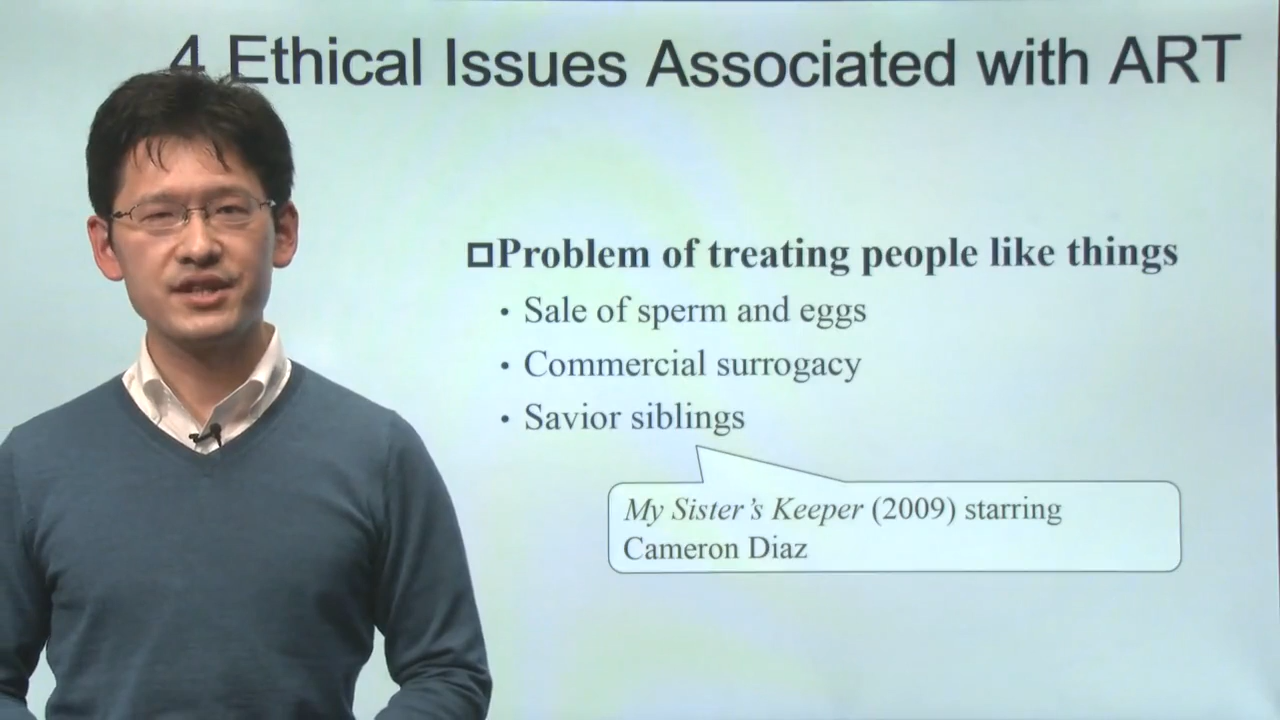 4 Ethical Issues Associated with ART
□Problem of treating people like things
• Sale of sperm and eggs
• Commercial surrogacy
• Savior siblings
My Sister's Keeper (2009) starring
Cameron Diaz